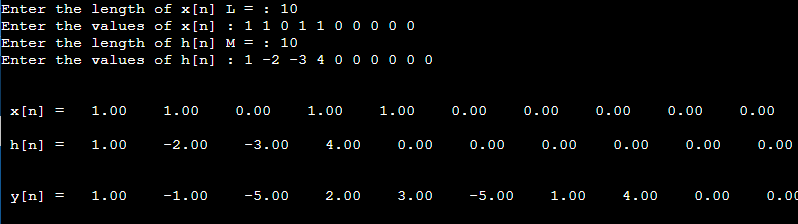 Enter the length of x[n] L = : 10
Enter the values of x[n] : 1 1 0 1 1 0 0 0 0 0
Enter the length of h[n] M = : 10
Enter the values of h[n] : 1 -2 -3 4 0 0 0 0 0 0
x[n] = 1.00 1.00 0.00 1.00 1.00 0.00 0.00 0.00 0.00 0.00
h[n] = 1.00 -2.00 -3.00 4.00 0.00 0.00 0.00 0.00 0.00 0.00
y[n] = 1.00 -1.00 -5.00 2.00 3.00 -5.00 1.00 4.00 0.00 0.00